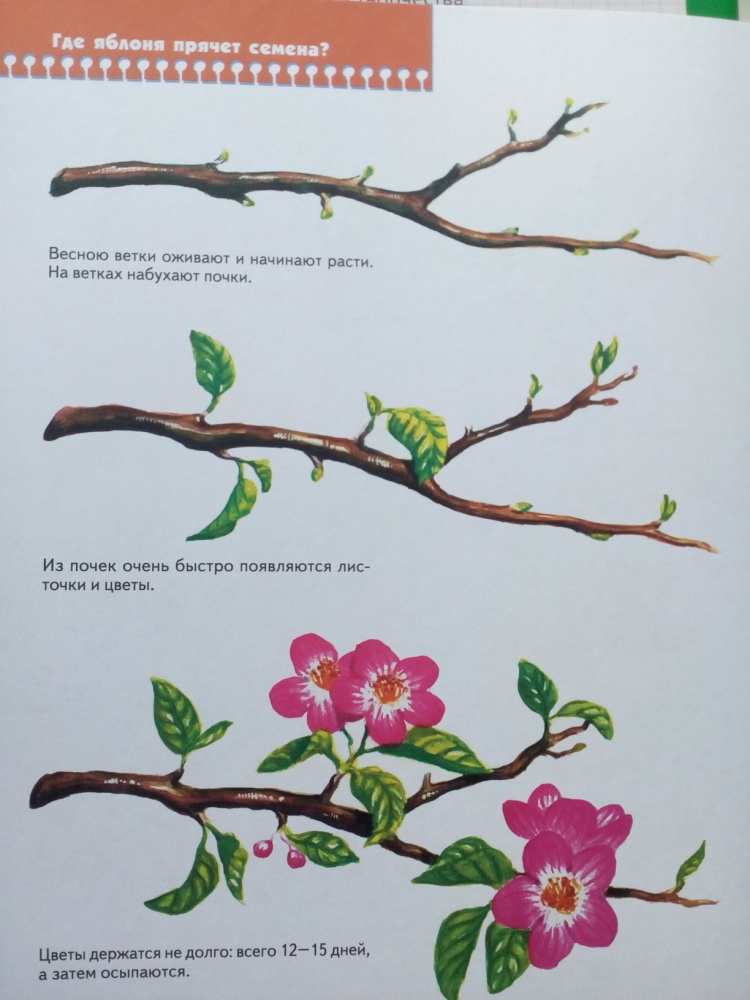 Где яблоня прячет семена?
Весною ветки оживают и начинают расти.
На ветках набухают почки.
Из почек очень быстро появляются лис-
точки и цветы.
Цветы держатся не долго: всего 12—15 дней,
а затем осыпаются.